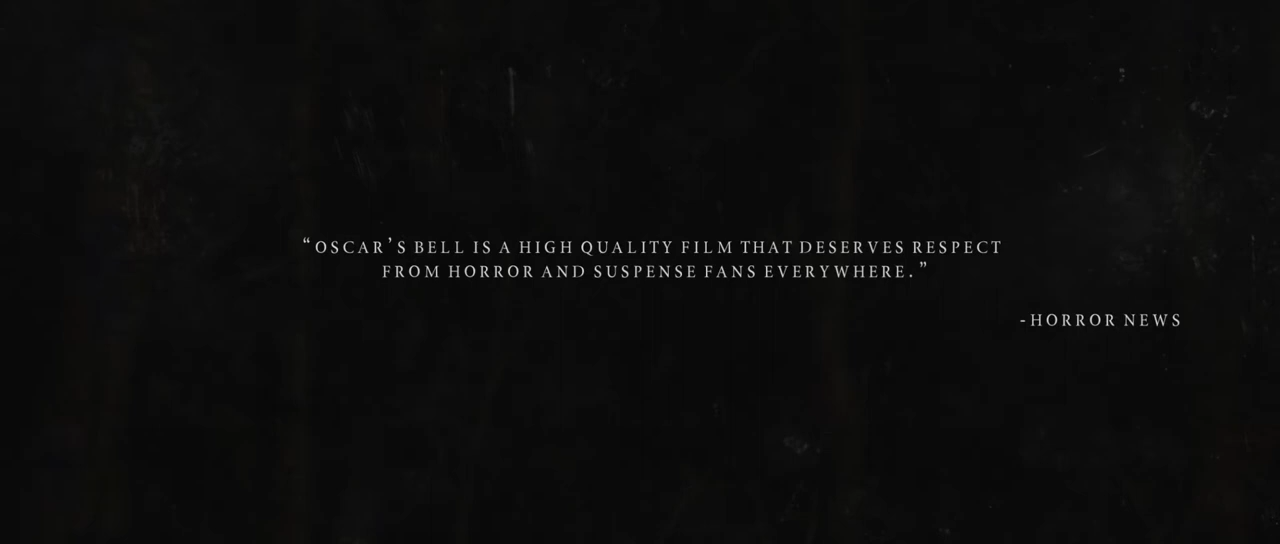 “OSCAR’S BELL IS A HIGH QUALITY FILM THAT DESERVES RESPECT
FROM HORROR AND SUSPENSE FANS EVERYWHERE.”
-HORROR NEWS